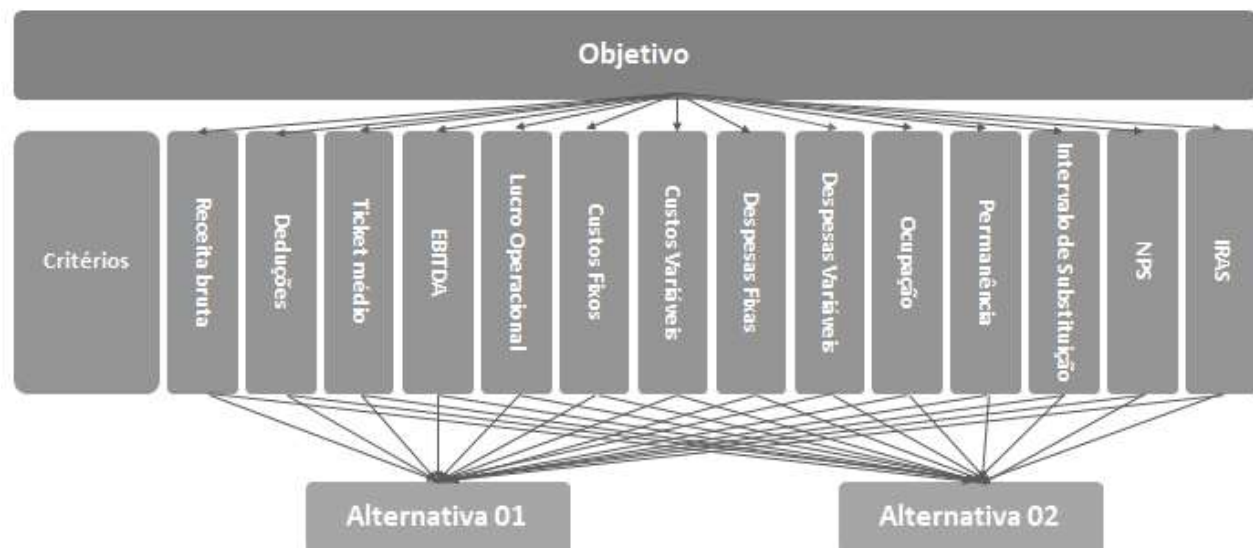 Objetivo
Critérios
Receita bruta
Deduções
Ticket médio
EBITDA
Lucro Operacional
Custos Fixos
Custos Variáveis
Despesas Fixas
Despesas Variáveis
Ocupação
Permanência
Intervalo de Substituição
NPS
IRAS
Alternativa 01
Alternativa 02